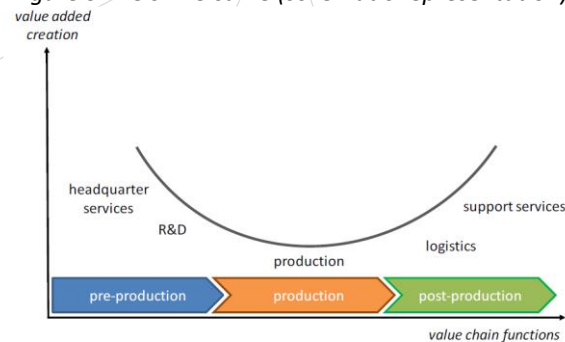 value added
creation
headquarter
services
R&D
production
support services
logistics
pre-production
production
post-production
value chain functions